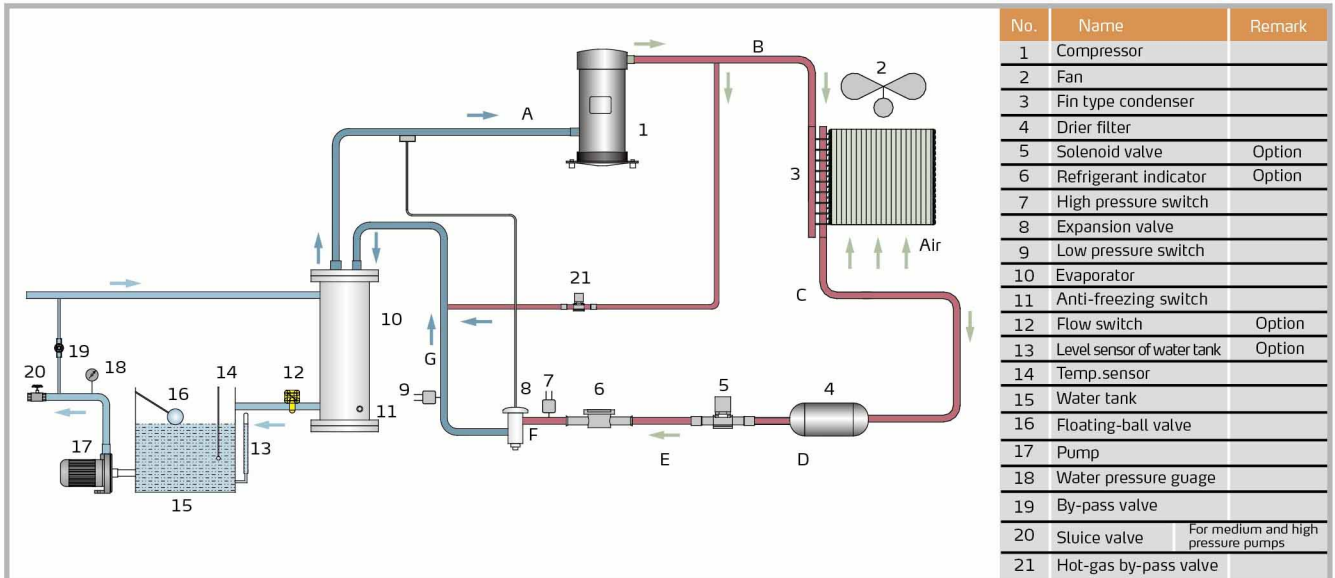 A
B
1
2
3
Air
C
10
21
G
11
9
8
7
F
6
5
4
E
D
20
19
18
16
14
12
17
13
15
No. Name Remark
1 Compressor
2 Fan
3 Fin type condenser
4 Drier filter
5 Solenoid valve Option
6 Refrigerant indicator Option
7 High pressure switch
8 Expansion valve
9 Low pressure switch
10 Evaporator
11 Anti-freezing switch
12 Flow switch Option
13 Level sensor of water tank Option
14 Temp.sensor
15 Water tank
16 Floating-ball valve
17 Pump
18 Water pressure guage
19 By-pass valve
20 Sluice valve For medium and high
pressure pumps
21 Hot-gas by-pass valve